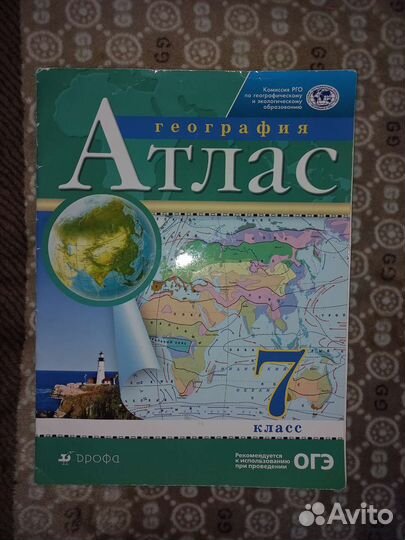 Комиссия РГО
по географическому
и экологическому
образованию
география
Атлас
7
класс
дрофа
Рекомендуется
к использованию
при проведении
ОГЭ
Avito